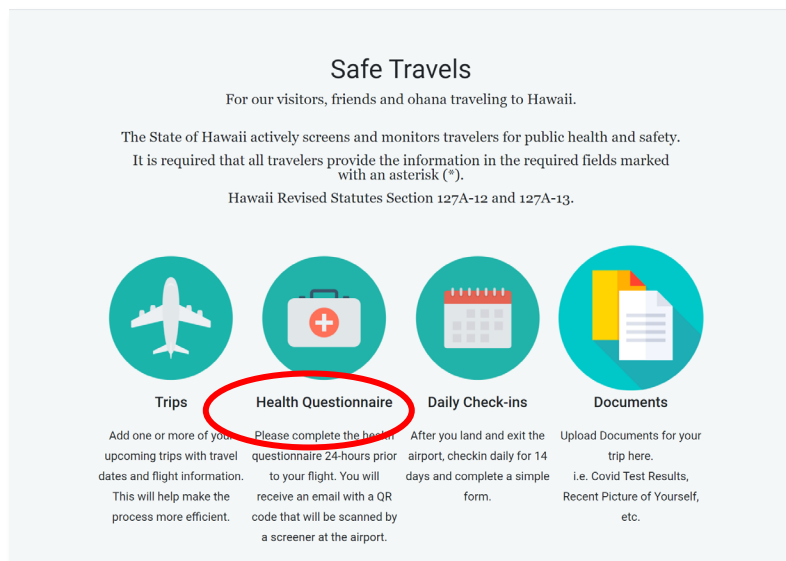 Safe Travels
For our visitors, friends and ohana traveling to Hawaii.
The State of Hawaii actively screens and monitors travelers for public health and safety.
It is required that all travelers provide the information in the required fields marked
with an asterisk (*).
Hawaii Revised Statutes Section 127A-12 and 127A-13.
Trips
Add one or more of your
upcoming trips with travel
dates and flight information.
This will help make the
process more efficient.
Health Questionnaire
Please complete the health
questionnaire 24-hours prior
to your flight. You will
receive an email with a QR
code that will be scanned by
a screener at the airport.
Daily Check-ins
After you land and exit the
airport, checkin daily for 14
days and complete a simple
form.
Documents
Upload Documents for your
trip here.
i.e. Covid Test Results,
Recent Picture of Yourself,
etc.